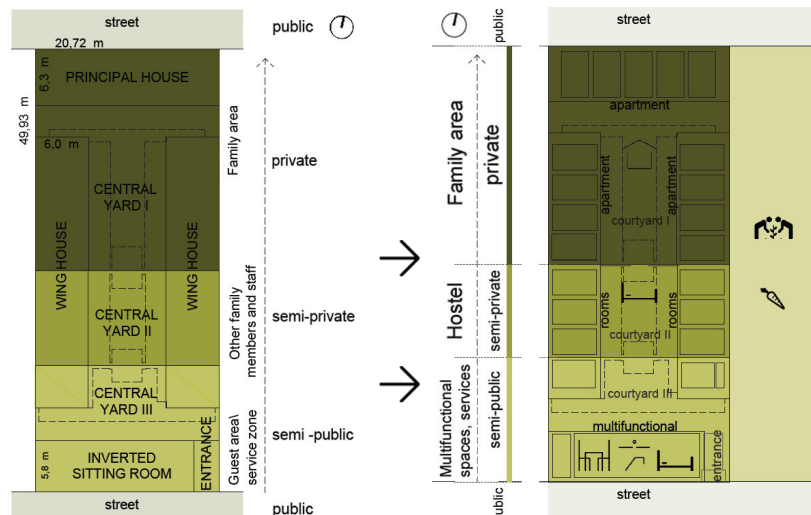 street
public
20,72 m
6,3 m
PRINCIPAL HOUSE
49,93 m
6,0 m
Family area
private
CENTRAL
YARD I
WING HOUSE
WING HOUSE
CENTRAL
YARD II
Other family
members and staff
semi-private
CENTRAL
YARD III
Guest area\
service zone
semi -public
5,8 m
INVERTED
SITTING ROOM
ENTRANCE
street
public
public
street
Family area
private
apartment
apartment
apartment
courtyard I
Hostel
semi-private
rooms
rooms
courtyard II
Multifunctional
spaces, services
semi-public
courtyard III
multifunctional
entrance
public
street